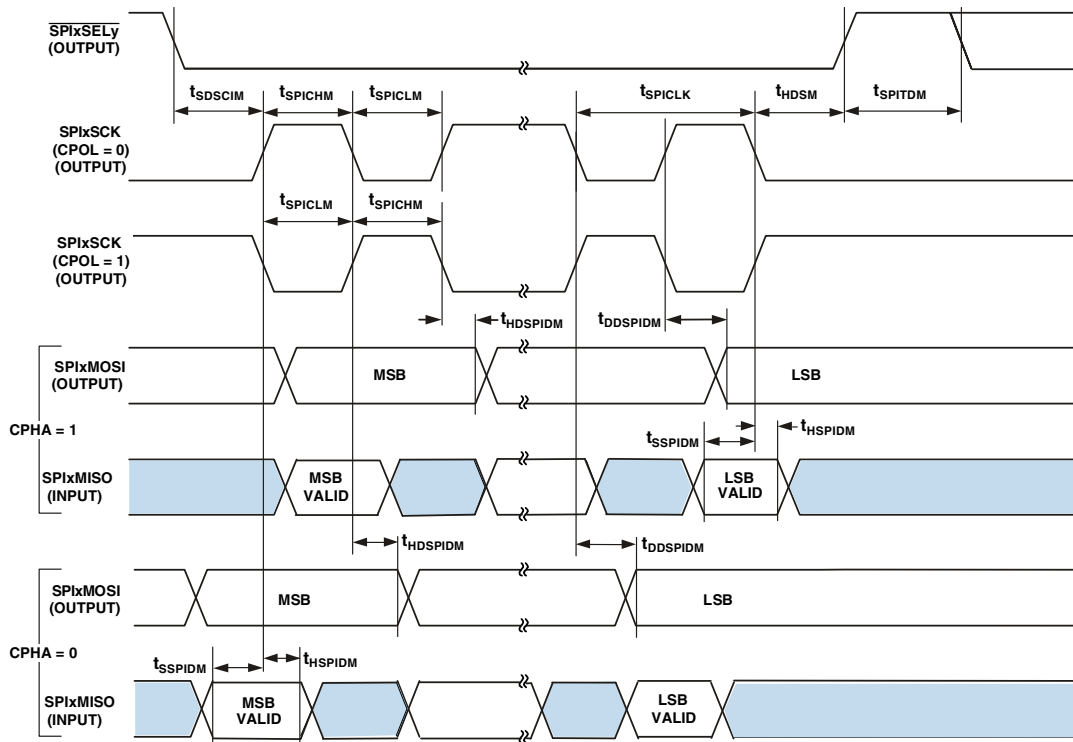 SPIxSELy
(OUTPUT)
tSDSCIM
tSPICHM
tSPICLM
tSPICLK
tHDSM
tSPITDM
SPIxSCK
(CPOL = 0)
(OUTPUT)
tSPICLM
tSPICHM
SPIxSCK
(CPOL = 1)
(OUTPUT)
tHDSPIDM
tDDSPIDM
SPIxMOSI
(OUTPUT)
MSB
LSB
CPHA = 1
tSSPIDM
tHSPIDM
SPIxMISO
(INPUT)
MSB
VALID
LSB
VALID
tHDSPIDM
tDDSPIDM
SPIxMOSI
(OUTPUT)
MSB
LSB
CPHA = 0
tSSPIDM
tHSPIDM
SPIxMISO
(INPUT)
MSB
VALID
LSB
VALID